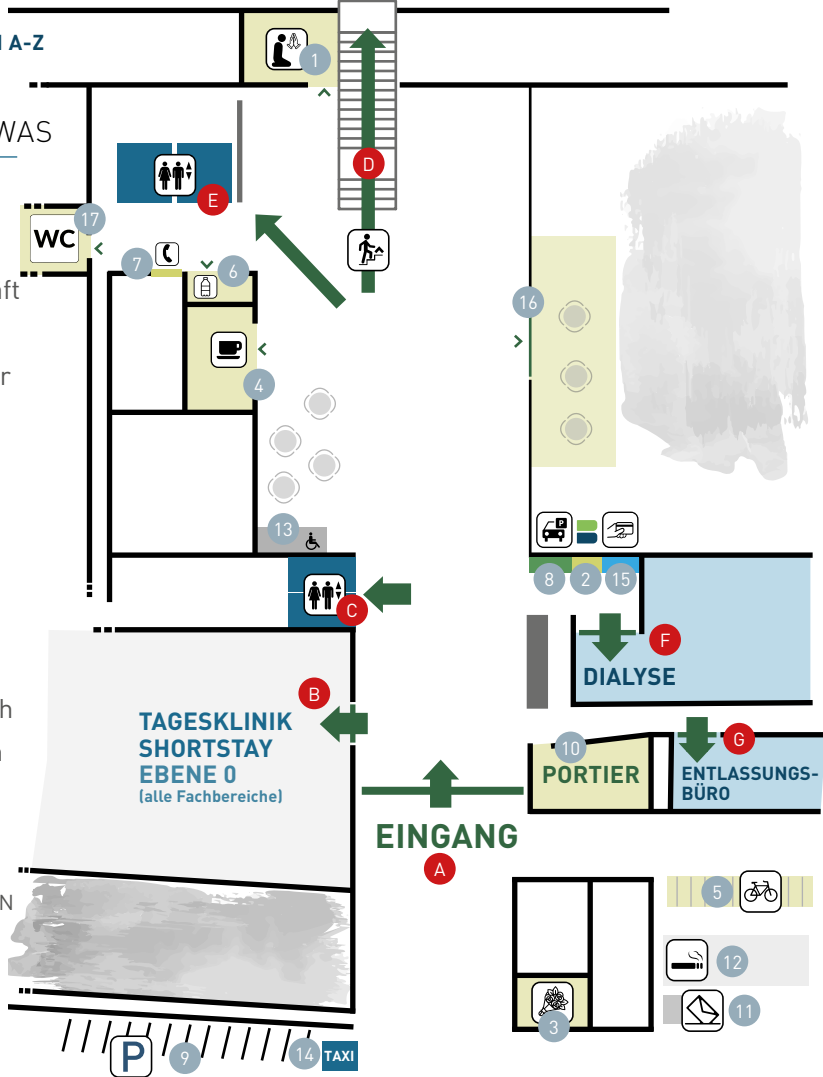 N A-Z
1
WAS
D
E
17
WC
7
6
16
aft
4
r
13
8
2
15
C
F
DIALYSE
B
h
TAGESKLINIK
SHORTSTAY
EBENE 0
(alle Fachbereiche)
10
G
PORTIER
ENTLASSUNGS-
BÜRO
EINGANG
A
5
N
12
3
11
P
9
14
TAXI